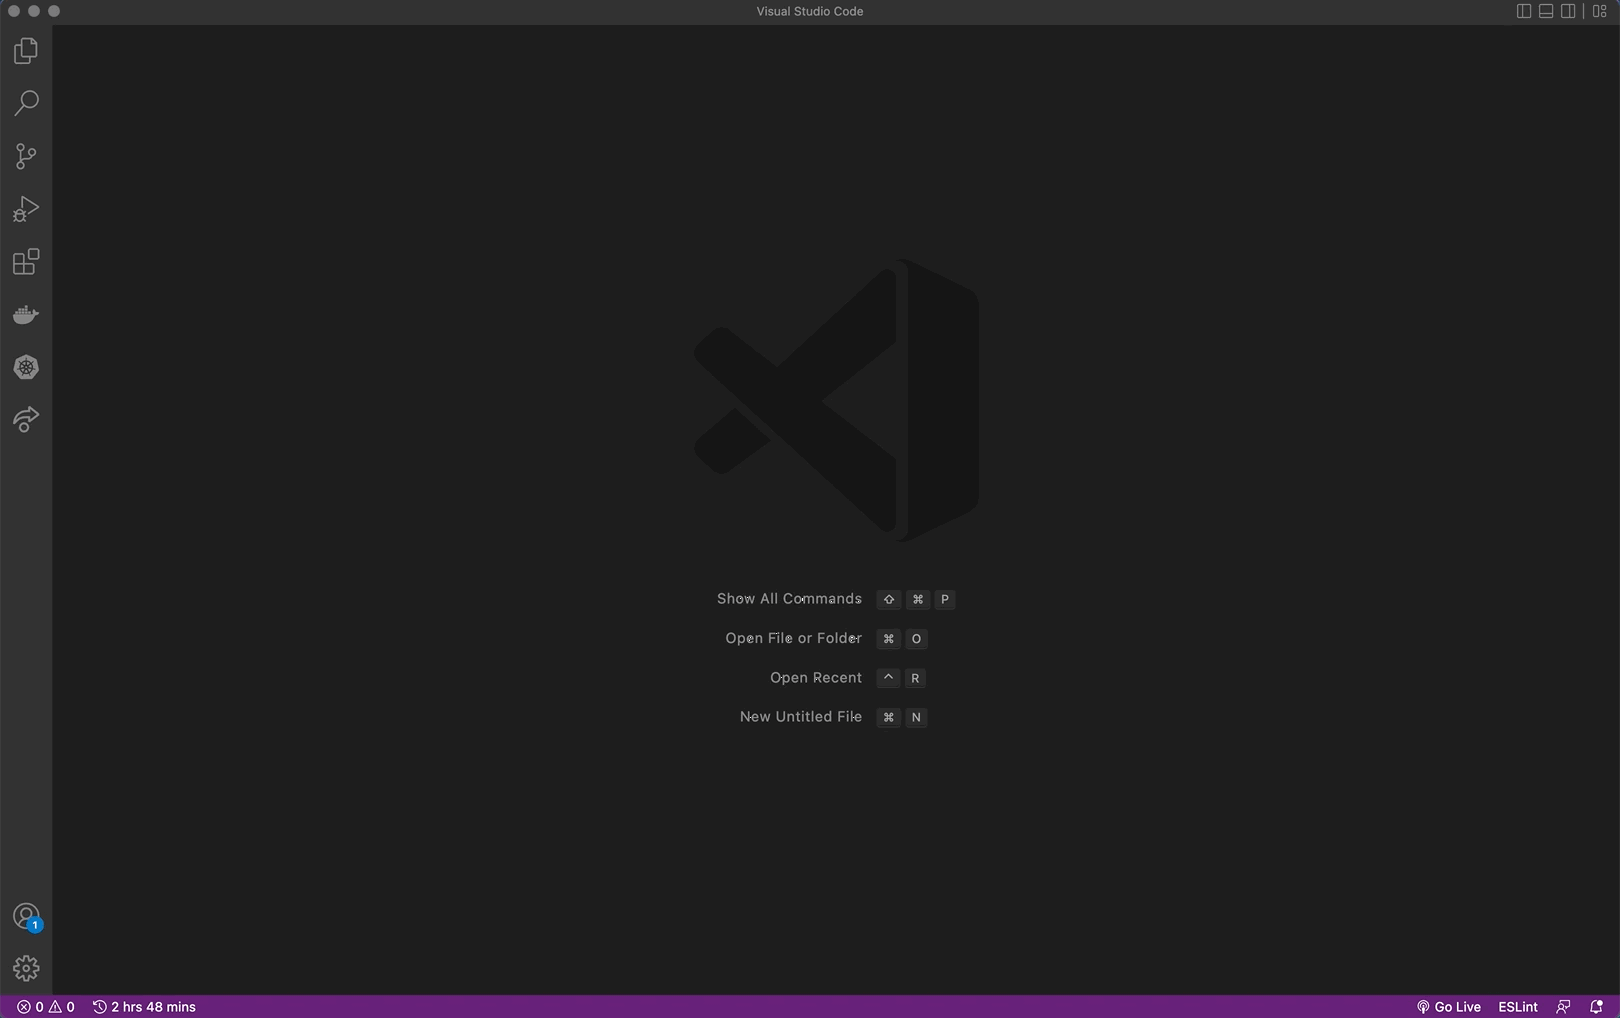 Visual Studio Code
Show All Commands ⇧ ⌘ P
Open File or Folder ⌘ O
Open Recent ^ R
New Untitled File ⌘ N
1
0 0 2 hrs 48 mins Go Live ESLint